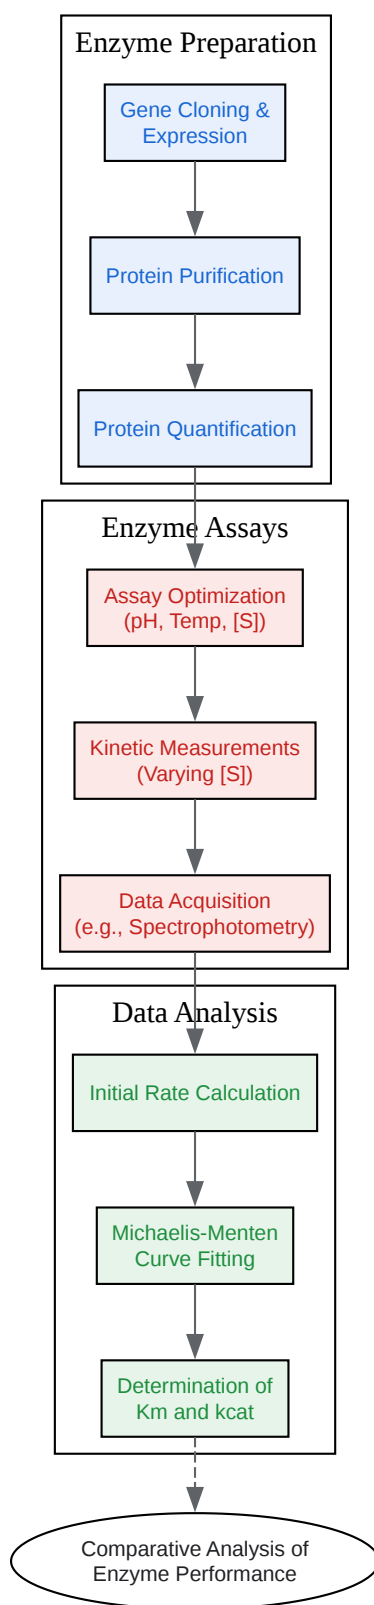 Enzyme Preparation
Gene Cloning &
Expression
Protein Purification
Protein Quantification
Enzyme Assays
Assay Optimization
(pH, Temp, [S])
Kinetic Measurements
(Varying [S])
Data Acquisition
(e.g., Spectrophotometry)
Data Analysis
Initial Rate Calculation
Michaelis-Menten
Curve Fitting
Determination of
Km and kcat
Comparative Analysis of
Enzyme Performance